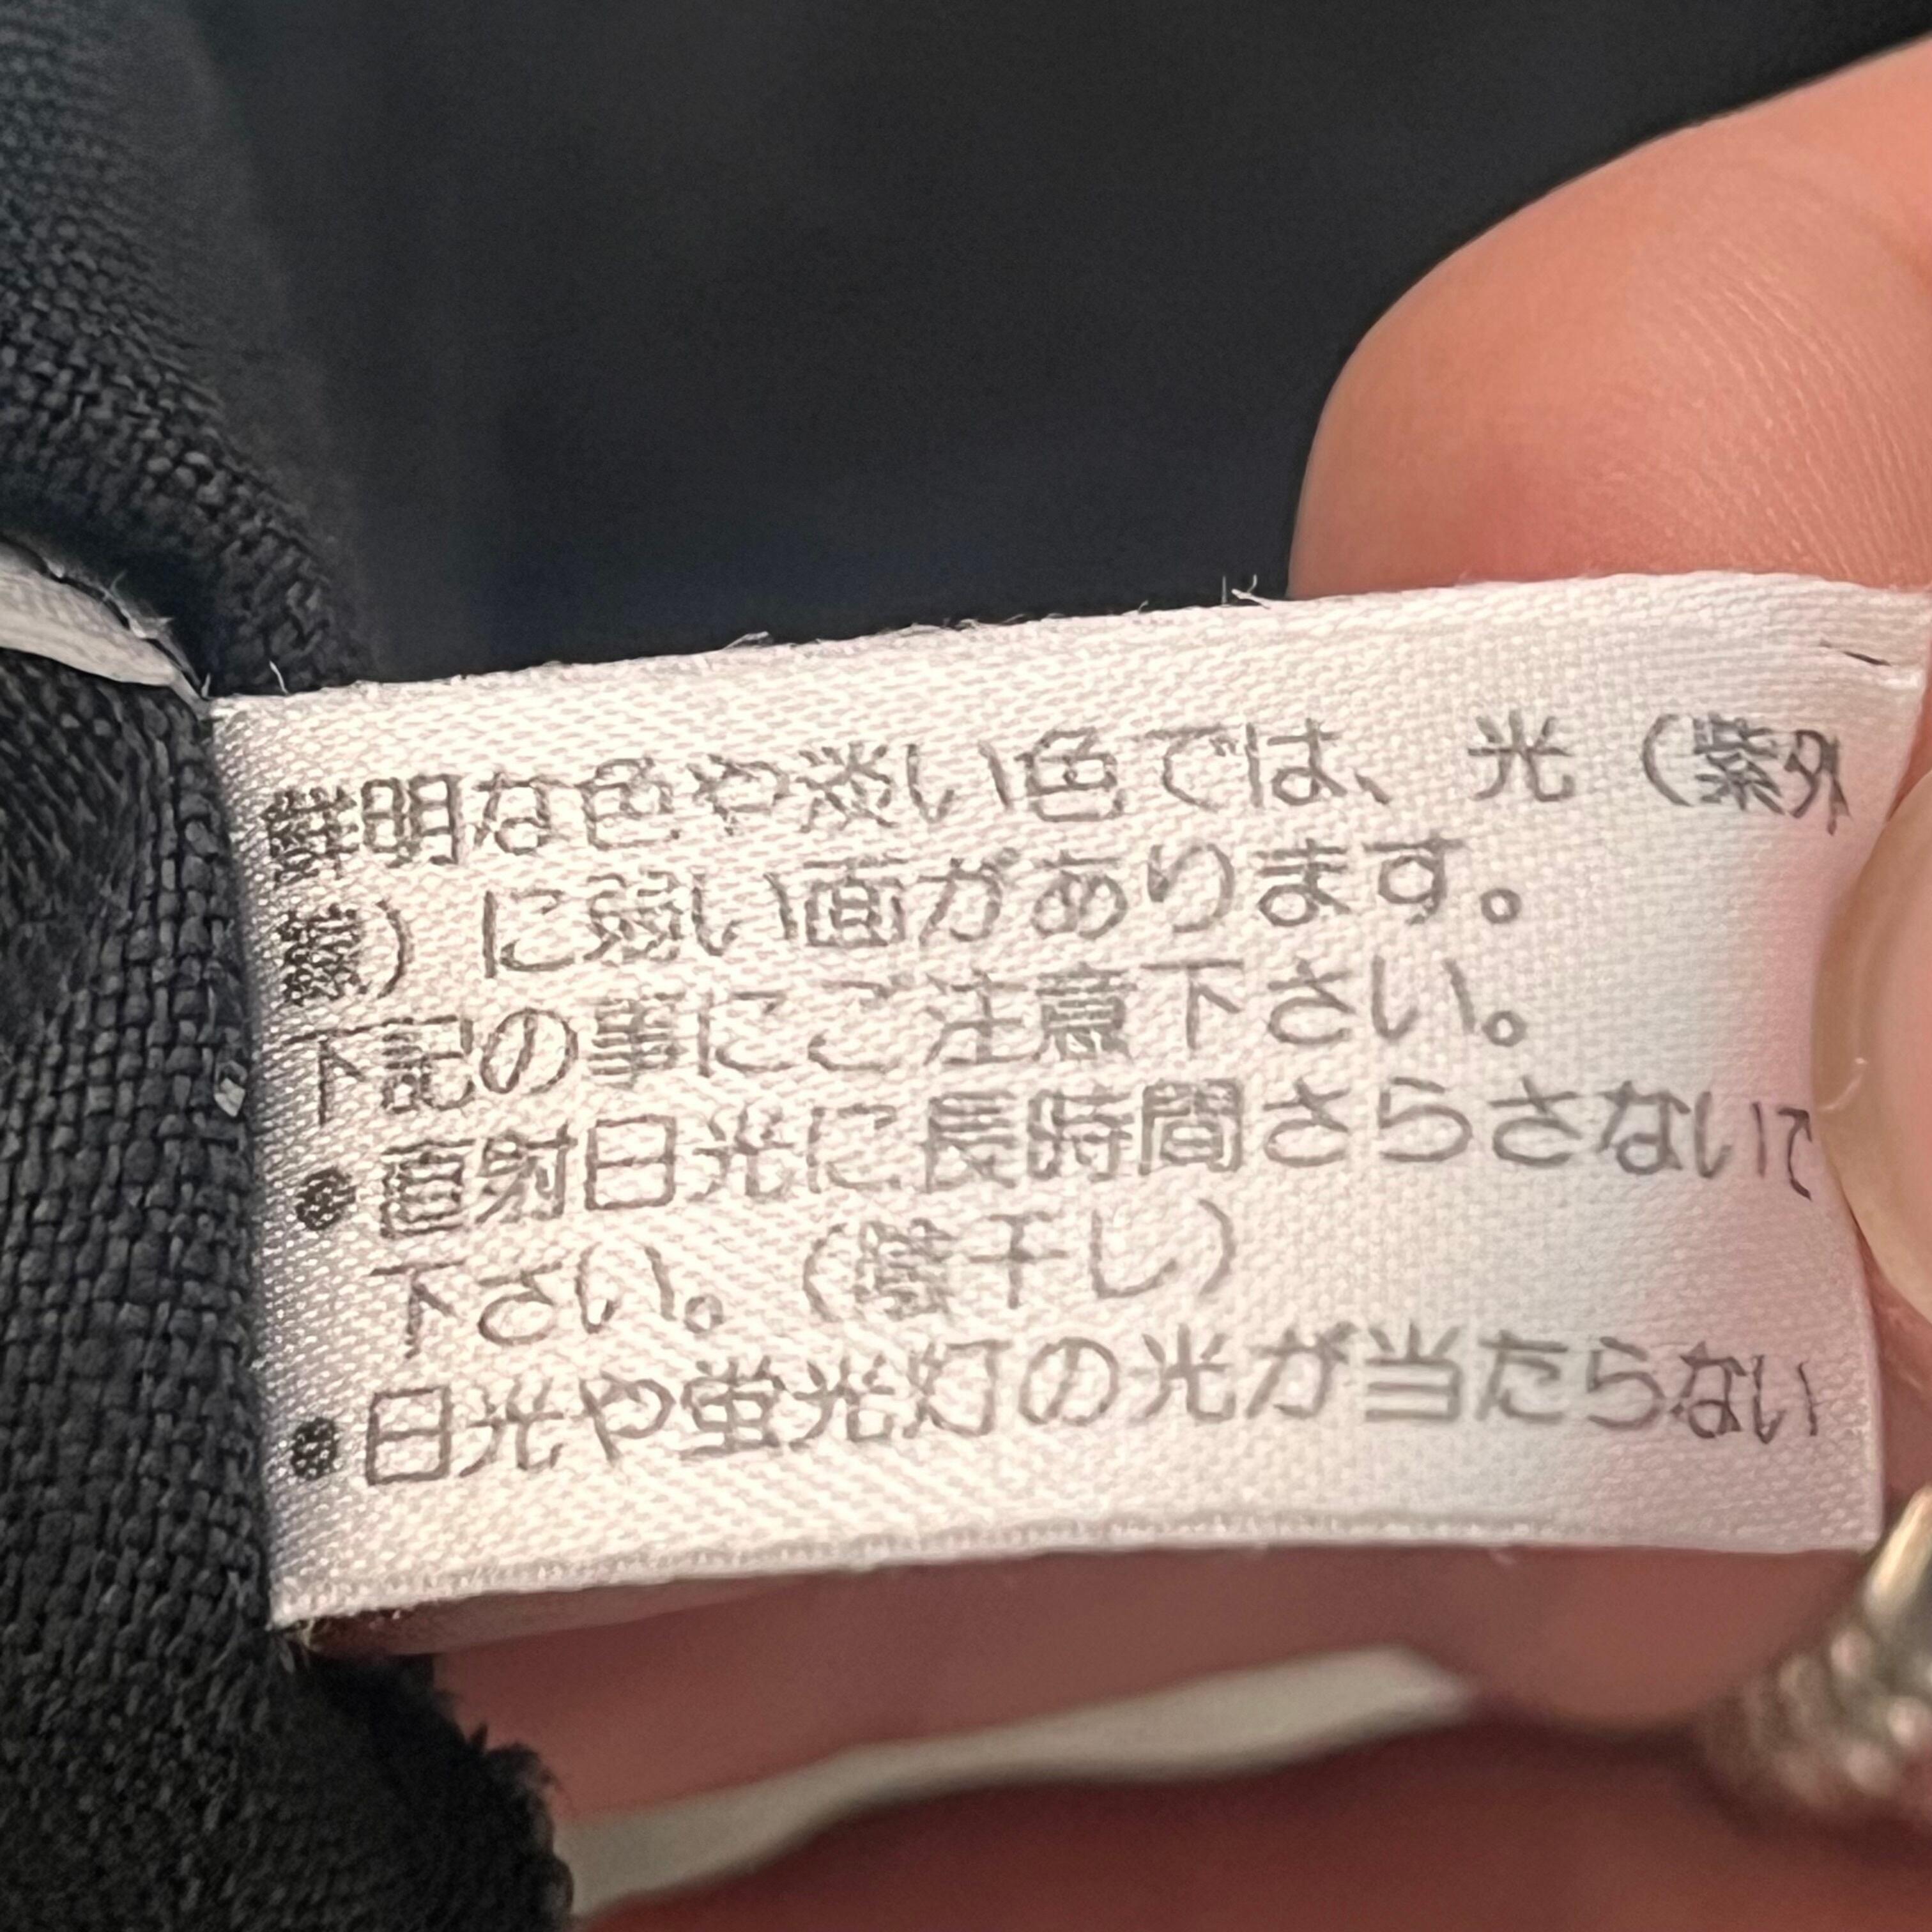 鮮明な色や淡い色では、光（紫外
線）に弱い面があります。
下記の事にご注意下さい。
●直射日光に長時間さらさないで
下さい。（陰干し）
●日光や蛍光灯の光が当たらない